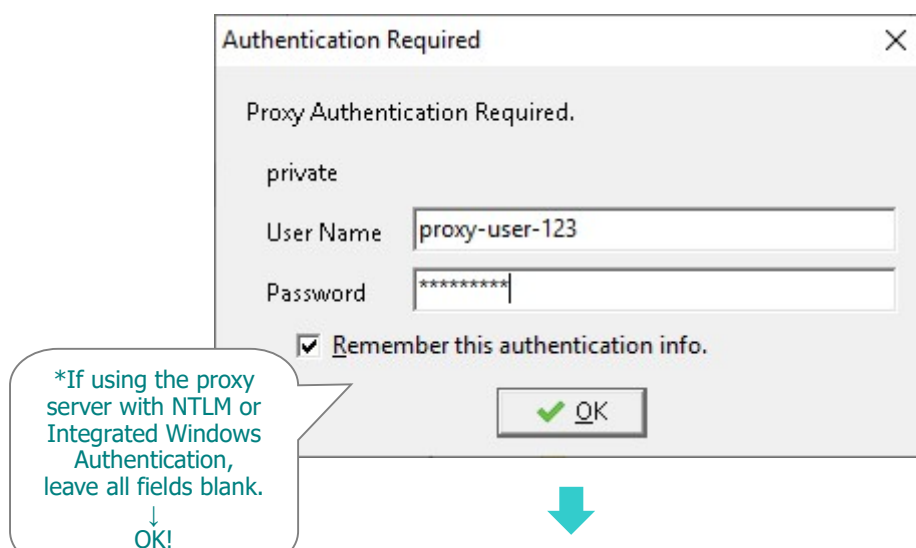 Authentication Required
Proxy Authentication Required.
private
User Name proxy-user-123
Password *********
Remember this authentication info.
OK
*If using the proxy
server with NTLM or
Integrated Windows
Authentication,
leave all fields blank.
↓
OK!